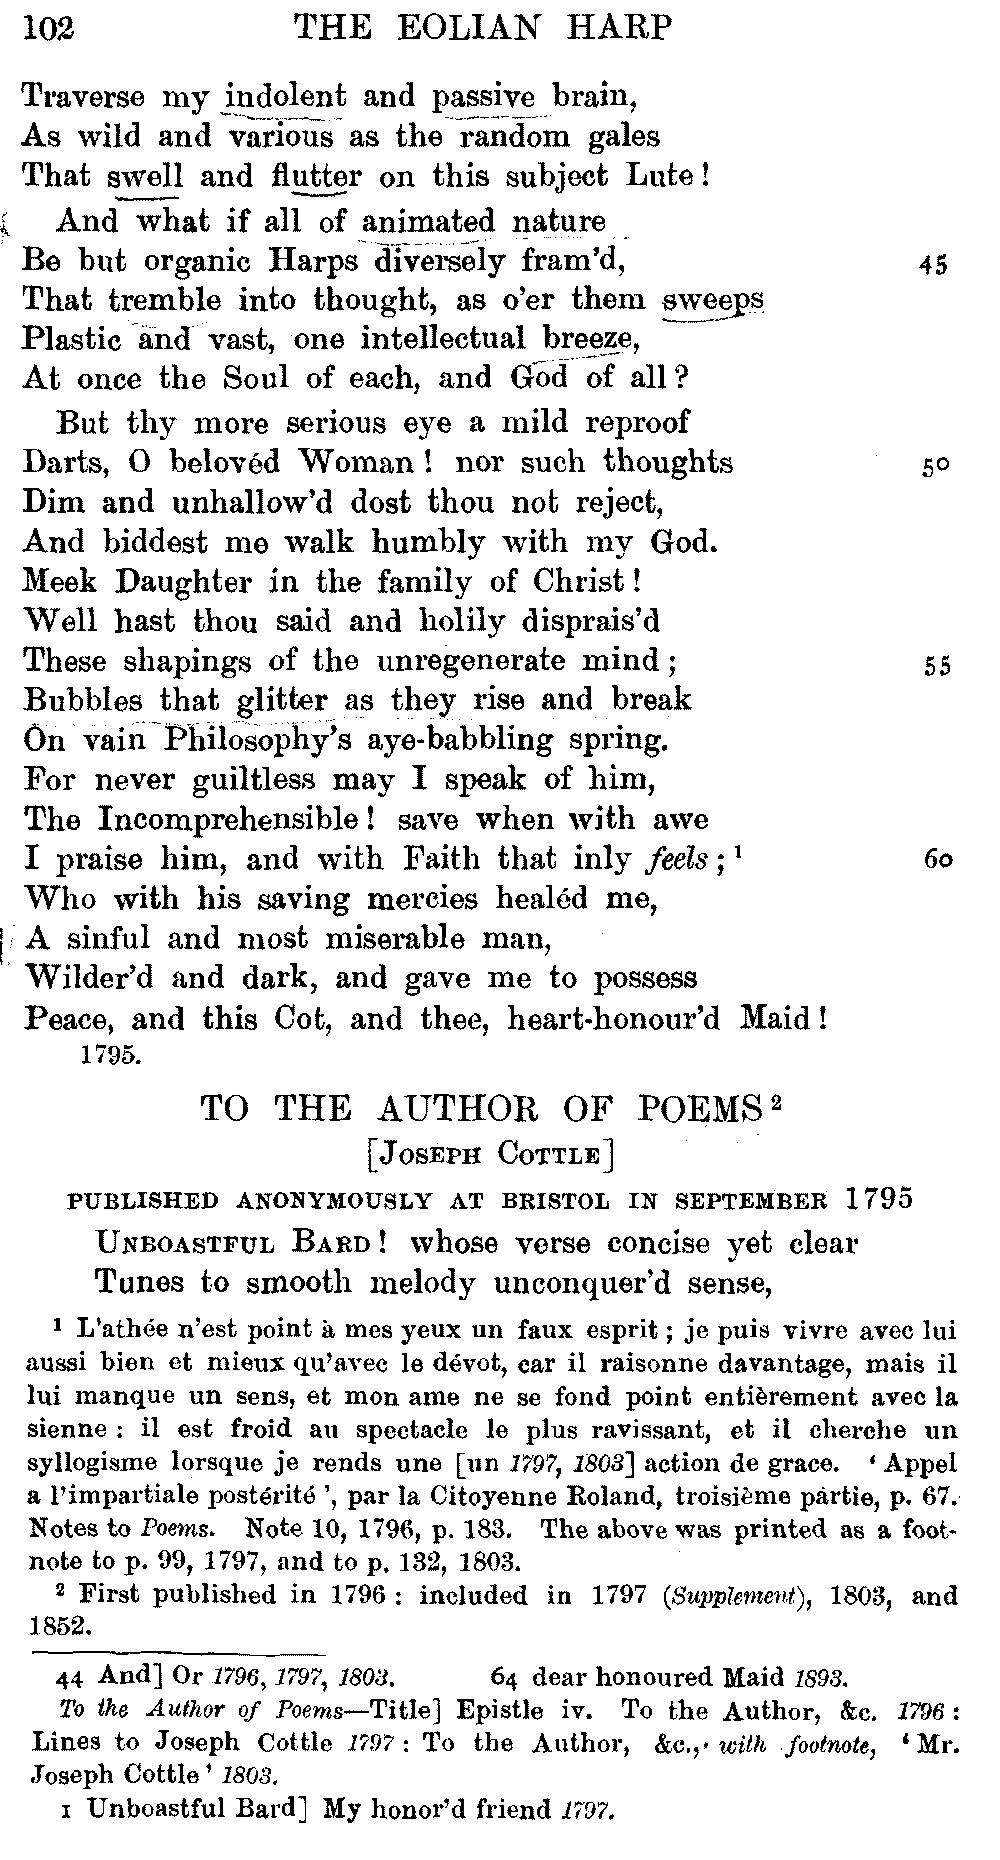 102 THE EOLIAN HARP
Traverse my indolent and passive brain,
As wild and various as the random gales
That swell and flutter on this subject Lute!
And what if all of animated nature
Be but organic Harps diversely fram'd, 45
That tremble into thought, as o'er them sweeps
Plastic and vast, one intellectual breeze,
At once the Soul of each, and God of all?
But thy more serious eye a mild reproof
Darts, O belovéd Woman! nor such thoughts 50
Dim and unhallow'd dost thou not reject,
And biddest me walk humbly with my God.
Meek Daughter in the family of Christ!
Well hast thou said and holily disprais'd
These shapings of the unregenerate mind; 55
Bubbles that glitter as they rise and break
On vain Philosophy's aye-babbling spring.
For never guiltless may I speak of him,
The Incomprehensible! save when with awe
I praise him, and with Faith that inly feels;¹ 60
Who with his saving mercies healéd me,
A sinful and most miserable man,
Wilder'd and dark, and gave me to possess
Peace, and this Cot, and thee, heart-honour'd Maid!
1795.
TO THE AUTHOR OF POEMS²
[JOSEPH COTTLE]
PUBLISHED ANONYMOUSLY AT BRISTOL IN SEPTEMBER 1795
UNBOASTFUL BARD! whose verse concise yet clear
Tunes to smooth melody unconquer'd sense,
¹ L'athée n'est point à mes yeux un faux esprit; je puis vivre avec lui
aussi bien et mieux qu'avec le dévot, car il raisonne davantage, mais il
lui manque un sens, et mon ame ne se fond point entièrement avec la
sienne: il est froid au spectacle le plus ravissant, et il cherche un
syllogisme lorsque je rends une [un 1797, 1803] action de grace. 'Appel
a l'impartiale postérité', par la Citoyenne Roland, troisième partie, p. 67.
Notes to Poems. Note 10, 1796, p. 183. The above was printed as a foot-
note to p. 99, 1797, and to p. 132, 1803.
² First published in 1796: included in 1797 (Supplement), 1803, and
1852.
44 And] Or 1796, 1797, 1803. 64 dear honoured Maid 1893.
To the Author of Poems—Title] Epistle iv. To the Author, &c. 1796:
Lines to Joseph Cottle 1797: To the Author, &c., with footnote, 'Mr.
Joseph Cottle' 1803.
1 Unboastful Bard] My honor'd friend 1797.